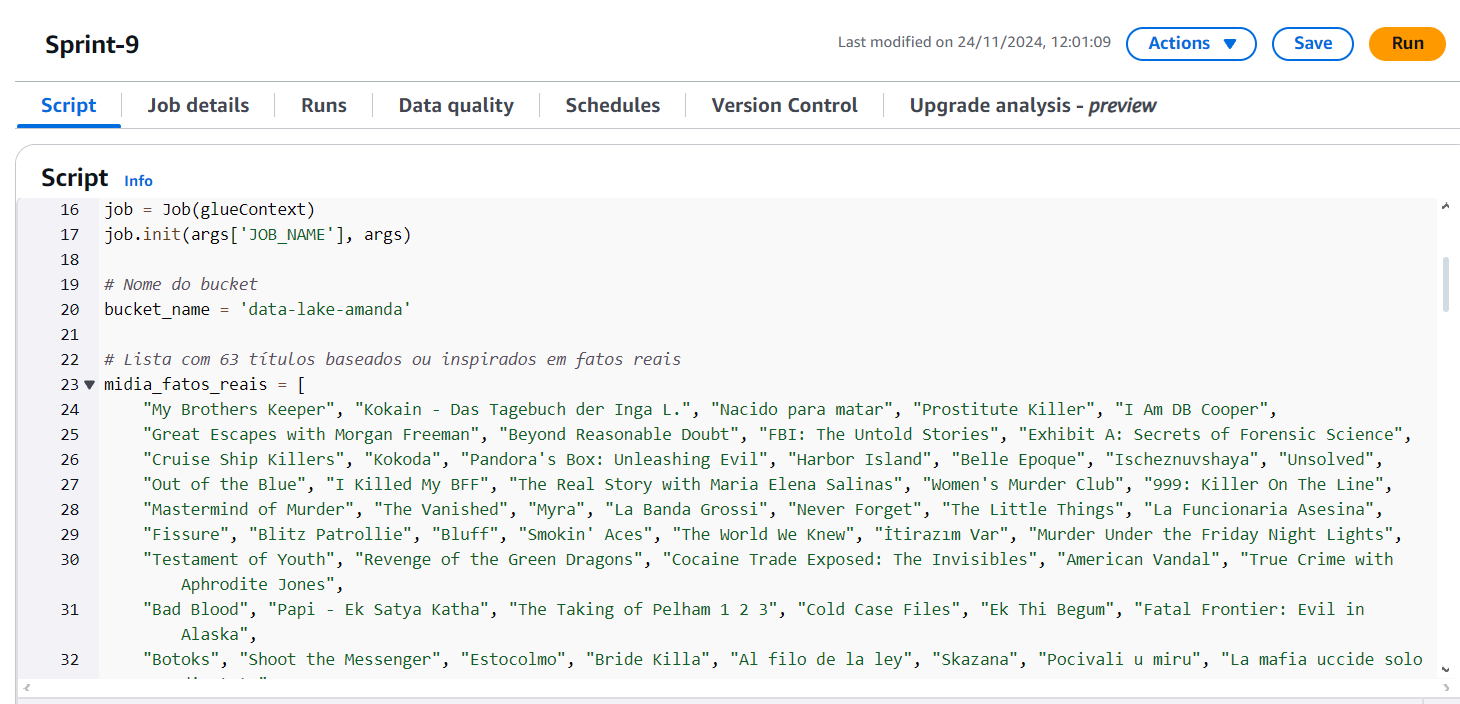 Sprint-9
Last modified on 24/11/2024, 12:01:09
Actions
Save
Run
Script
Job details
Runs
Data quality
Schedules
Version Control
Upgrade analysis - preview
Script Info
16 job = Job(glueContext)
17 job.init(args['JOB_NAME'], args)
18
19 # Nome do bucket
20 bucket_name = 'data-lake-amanda'
21
22 # Lista com 63 títulos baseados ou inspirados em fatos reais
23 midia_fatos_reais = [
24 "My Brothers Keeper", "Kokain - Das Tagebuch der Inga L.", "Nacido para matar", "Prostitute Killer", "I Am DB Cooper",
25 "Great Escapes with Morgan Freeman", "Beyond Reasonable Doubt", "FBI: The Untold Stories", "Exhibit A: Secrets of Forensic Science",
26 "Cruise Ship Killers", "Kokoda", "Pandora's Box: Unleashing Evil", "Harbor Island", "Belle Epoque", "Ischeznuvshaya", "Unsolved",
27 "Out of the Blue", "I Killed My BFF", "The Real Story with Maria Elena Salinas", "Women's Murder Club", "999: Killer On The Line",
28 "Mastermind of Murder", "The Vanished", "Myra", "La Banda Grossi", "Never Forget", "The Little Things", "La Funcionaria Asesina",
29 "Fissure", "Blitz Patrollie", "Bluff", "Smokin' Aces", "The World We Knew", "İtirazım Var", "Murder Under the Friday Night Lights",
30 "Testament of Youth", "Revenge of the Green Dragons", "Cocaine Trade Exposed: The Invisibles", "American Vandal", "True Crime with
Aphrodite Jones",
31 "Bad Blood", "Papi - Ek Satya Katha", "The Taking of Pelham 1 2 3", "Cold Case Files", "Ek Thi Begum", "Fatal Frontier: Evil in
Alaska",
32 "Botoks", "Shoot the Messenger", "Estocolmo", "Bride Killa", "Al filo de la ley", "Skazana", "Pocivali u miru", "La mafia uccide solo